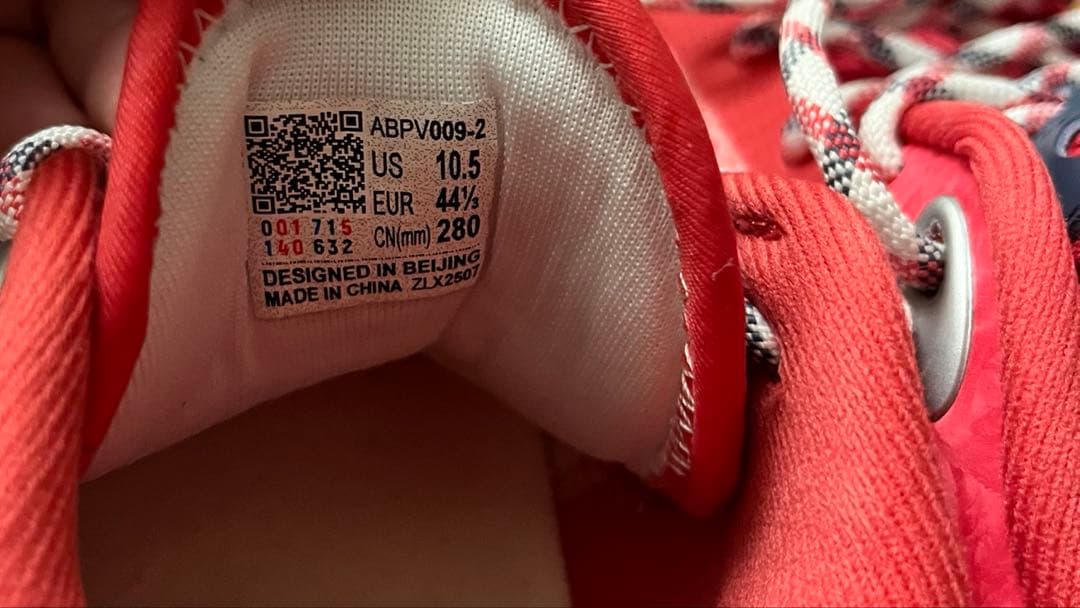 ABPV009-2
US 10.5
EUR 44⅓
CN(mm) 280
001 715
140 632
DESIGNED IN BEIJING
MADE IN CHINA ZLX2507